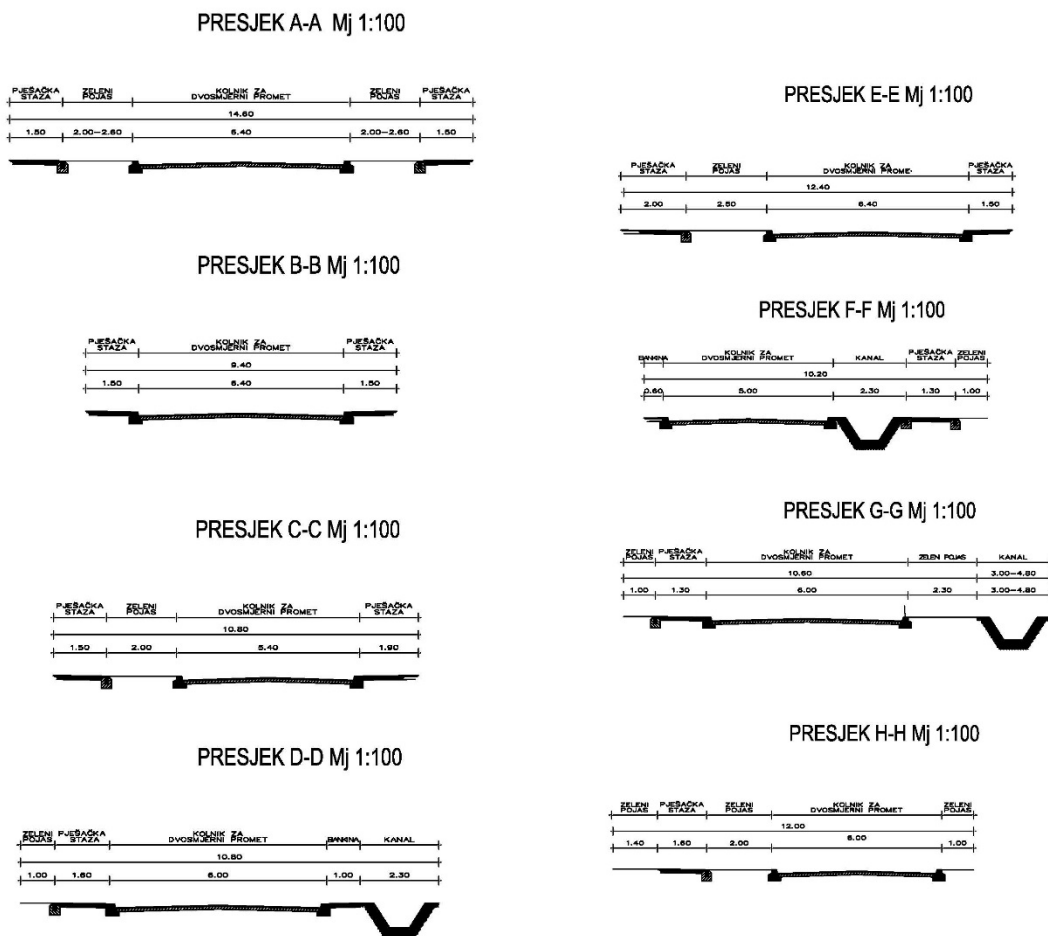 PRESJEK A-A Mj 1:100
PJEŠAČKA STAZA ZELENI POJAS KOLNIK ZA DVOSMJERNI PROMET ZELENI POJAS PJEŠAČKA STAZA
14.60
1.50 2.00-2.60 6.40 2.00-2.60 1.50
PRESJEK B-B Mj 1:100
PJEŠAČKA STAZA KOLNIK ZA DVOSMJERNI PROMET PJEŠAČKA STAZA
9.40
1.50 6.40 1.50
PRESJEK C-C Mj 1:100
PJEŠAČKA STAZA ZELENI POJAS KOLNIK ZA DVOSMJERNI PROMET PJEŠAČKA STAZA
10.80
1.50 2.00 5.40 1.90
PRESJEK D-D Mj 1:100
ZELENI POJAS PJEŠAČKA STAZA KOLNIK ZA DVOSMJERNI PROMET BANKINA KANAL
10.80
1.00 1.60 6.00 1.00 2.30
PRESJEK E-E Mj 1:100
PJEŠAČKA STAZA ZELENI POJAS KOLNIK ZA DVOSMJERNI PROME PJEŠAČKA STAZA
12.40
2.00 2.50 6.40 1.50
PRESJEK F-F Mj 1:100
BANKINA KOLNIK ZA DVOSMJERNI PROMET KANAL PJEŠAČKA STAZA ZELENI POJAS
10.20
0.60 5.00 2.30 1.30 1.00
PRESJEK G-G Mj 1:100
ZELENI POJAS PJEŠAČKA STAZA KOLNIK ZA DVOSMJERNI PROMET ZELEN POJAS KANAL
10.60 3.00-4.80
1.00 1.30 6.00 2.30 3.00-4.80
PRESJEK H-H Mj 1:100
ZELENI POJAS PJEŠAČKA STAZA ZELENI POJAS KOLNIK ZA DVOSMJERNI PROMET ZELENI POJAS
12.00
1.40 1.60 2.00 6.00 1.00